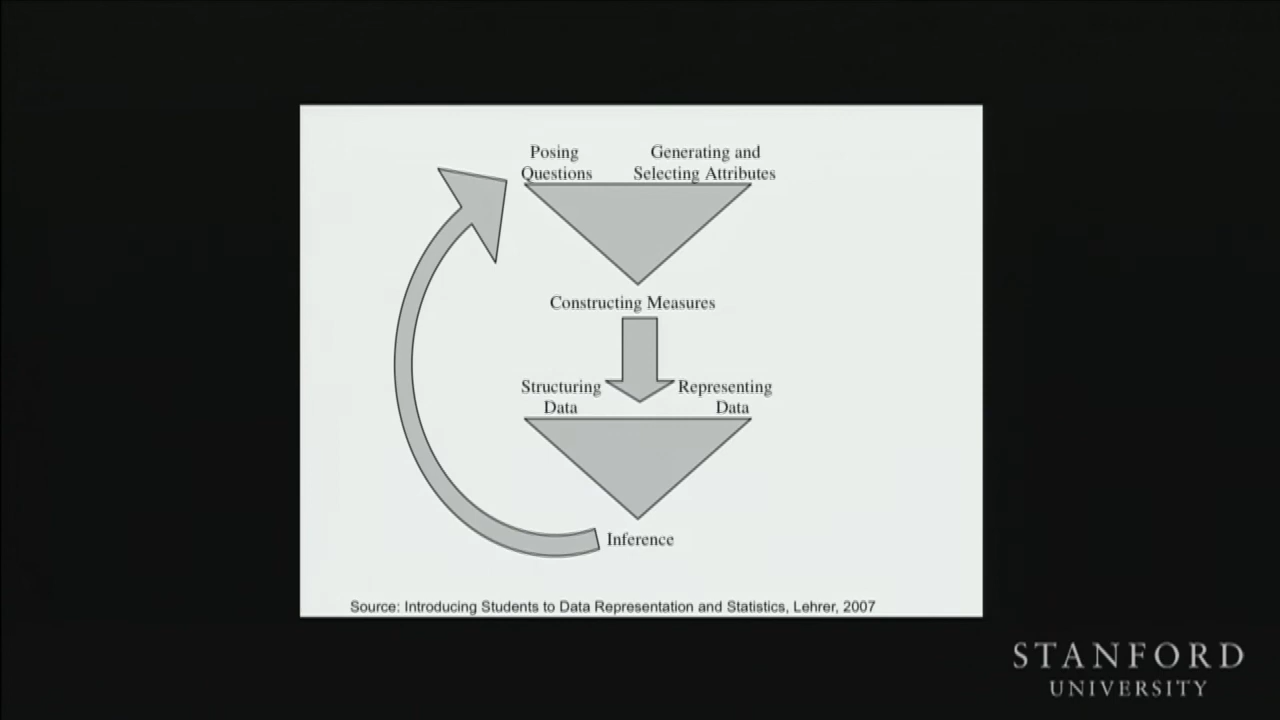 Posing
Questions
Generating and
Selecting Attributes
Constructing Measures
Structuring
Data
Representing
Data
Inference
Source: Introducing Students to Data Representation and Statistics, Lehrer, 2007
STANFORD
UNIVERSITY